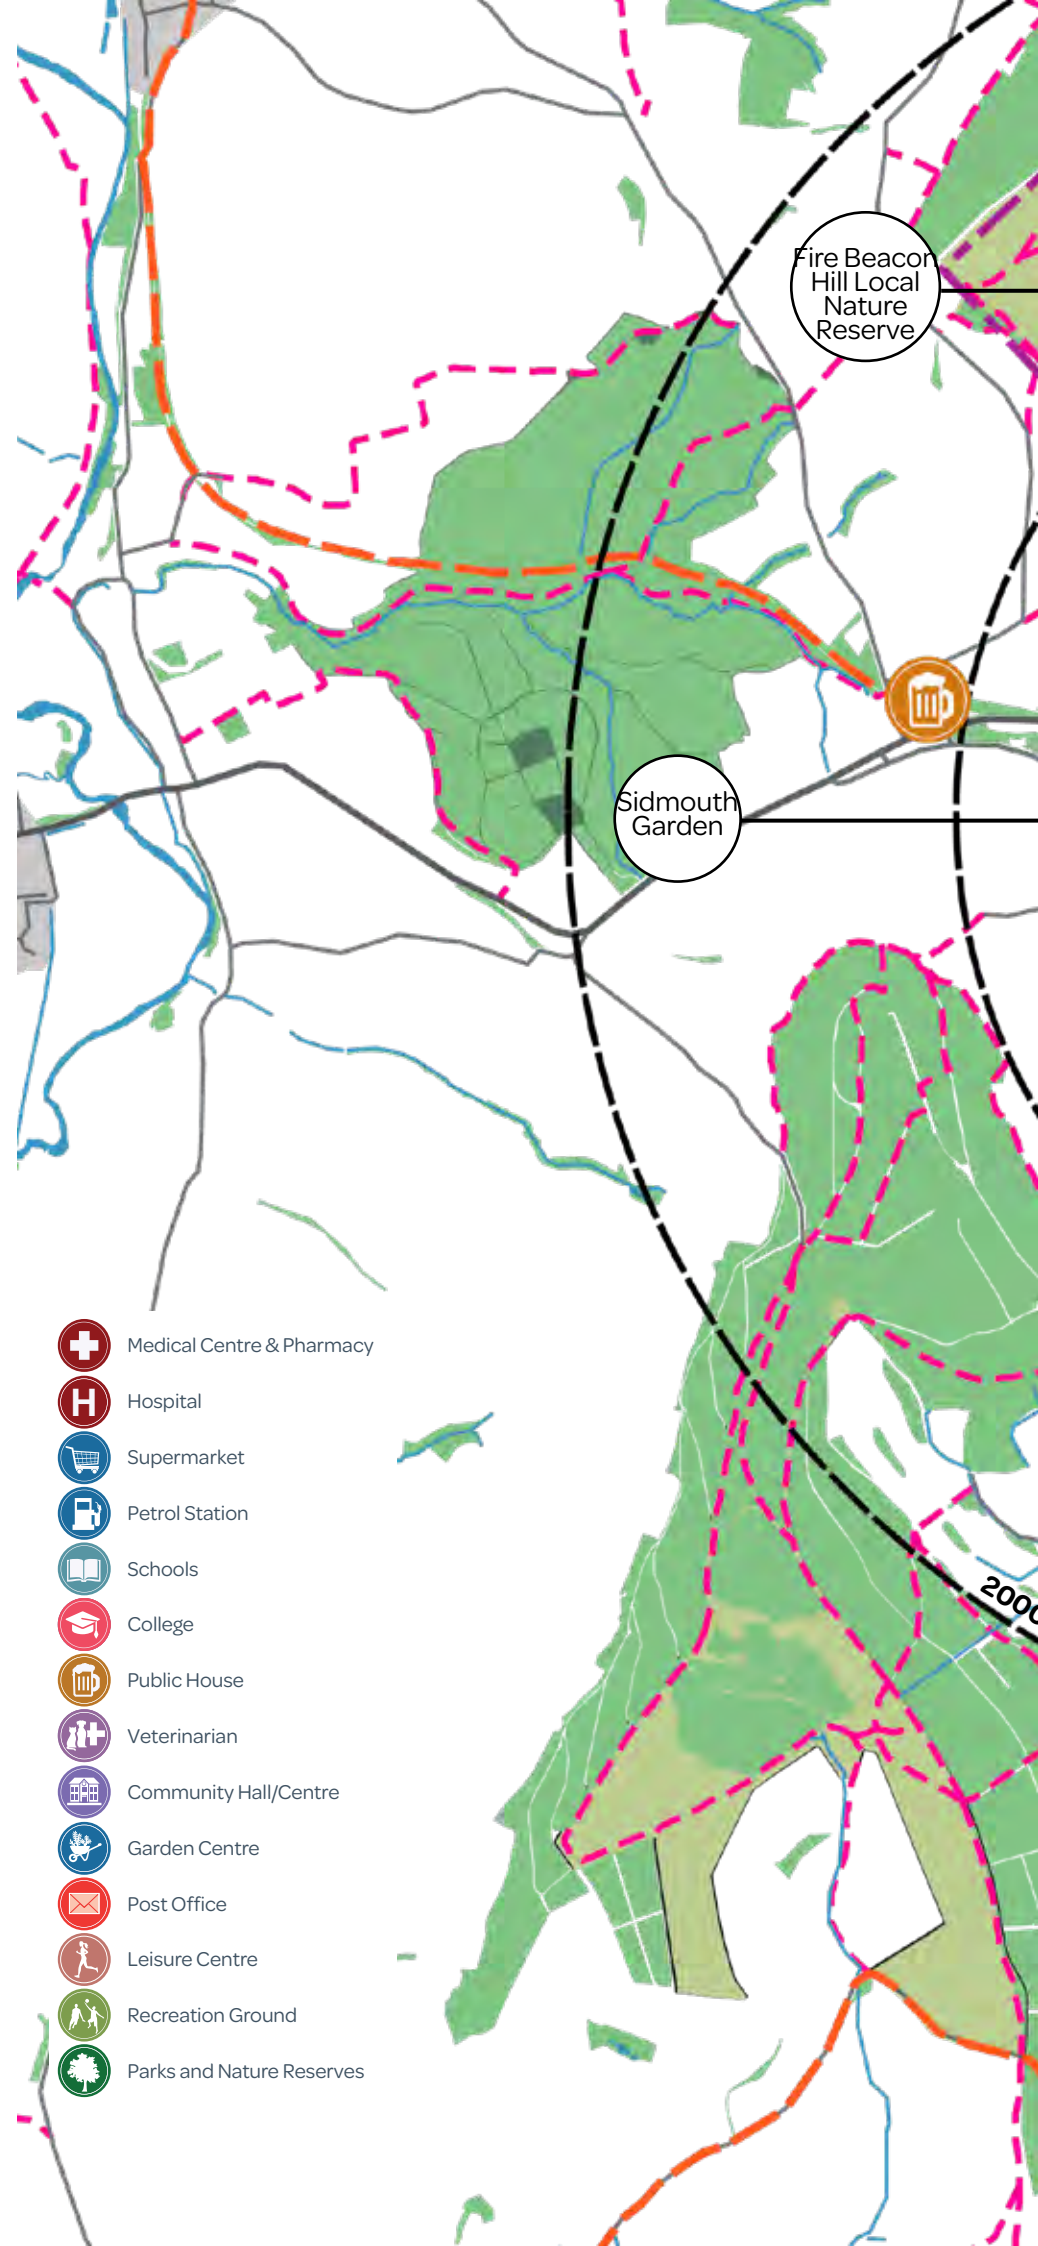 Fire Beacon
Hill Local
Nature
Reserve
Sidmouth
Garden
Medical Centre & Pharmacy
H
Hospital
Supermarket
Petrol Station
Schools
College
Public House
Veterinarian
Community Hall/Centre
Garden Centre
Post Office
Leisure Centre
Recreation Ground
Parks and Nature Reserves